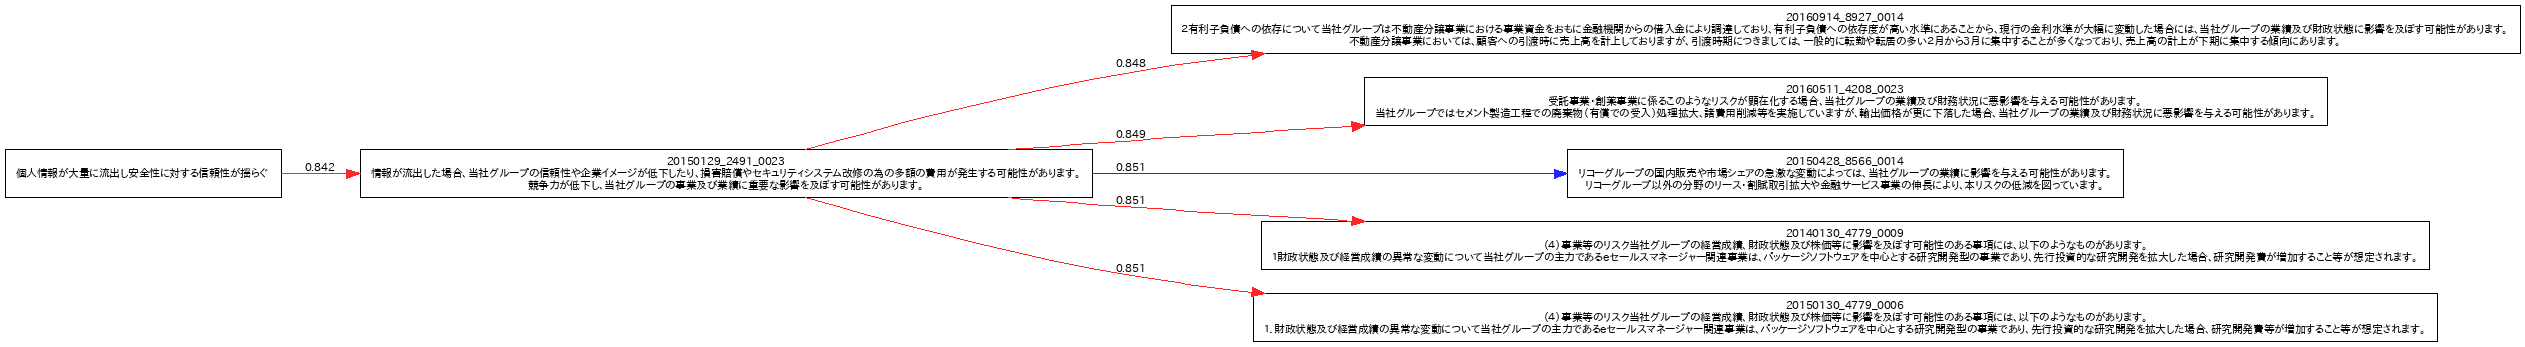 個人情報が大量に流出し安全性に対する信頼性が揺らぐ
0.842
20150129_2491_0023
情報が流出した場合、当社グループの信頼性や企業イメージが低下したり、損害賠償やセキュリティシステム改修の為の多額の費用が発生する可能性があります。
競争力が低下し、当社グループの事業及び業績に重要な影響を及ぼす可能性があります。
0.848
20160914_8927_0014
2有利子負債への依存について当社グループは不動産分譲事業における事業資金をおもに金融機関からの借入金により調達しており、有利子負債への依存度が高い水準にあることから、現行の金利水準が大幅に変動した場合には、当社グループの業績及び財政状態に影響を及ぼす可能性があります。
不動産分譲事業においては、顧客への引渡時に売上高を計上しておりますが、引渡時期につきましては、一般的に転勤や転居の多い2月から3月に集中することが多くなっており、売上高の計上が下期に集中する傾向にあります。
0.849
20160511_4208_0023
受託事業・創薬事業に係るこのようなリスクが顕在化する場合、当社グループの業績及び財務状況に悪影響を与える可能性があります。
当社グループではセメント製造工程での廃棄物（有償での受入）処理拡大、諸費用削減等を実施していますが、輸出価格が更に下落した場合、当社グループの業績及び財務状況に悪影響を与える可能性があります。
0.851
20150428_8566_0014
リコーグループの国内販売や市場シェアの急激な変動によっては、当社グループの業績に影響を与える可能性があります。
リコーグループ以外の分野のリース・割賦取引拡大や金融サービス事業の伸長により、本リスクの低減を図っています。
0.851
20140130_4779_0009
（4）事業等のリスク当社グループの経営成績、財政状態及び株価等に影響を及ぼす可能性のある事項には、以下のようなものがあります。
1財政状態及び経営成績の異常な変動について当社グループの主力であるeセールスマネージャー関連事業は、パッケージソフトウェアを中心とする研究開発型の事業であり、先行投資的な研究開発を拡大した場合、研究開発費が増加すること等が想定されます。
0.851
20150130_4779_0006
（4）事業等のリスク当社グループの経営成績、財政状態及び株価等に影響を及ぼす可能性のある事項には、以下のようなものがあります。
1．財政状態及び経営成績の異常な変動について当社グループの主力であるeセールスマネージャー関連事業は、パッケージソフトウェアを中心とする研究開発型の事業であり、先行投資的な研究開発を拡大した場合、研究開発費等が増加すること等が想定されます。